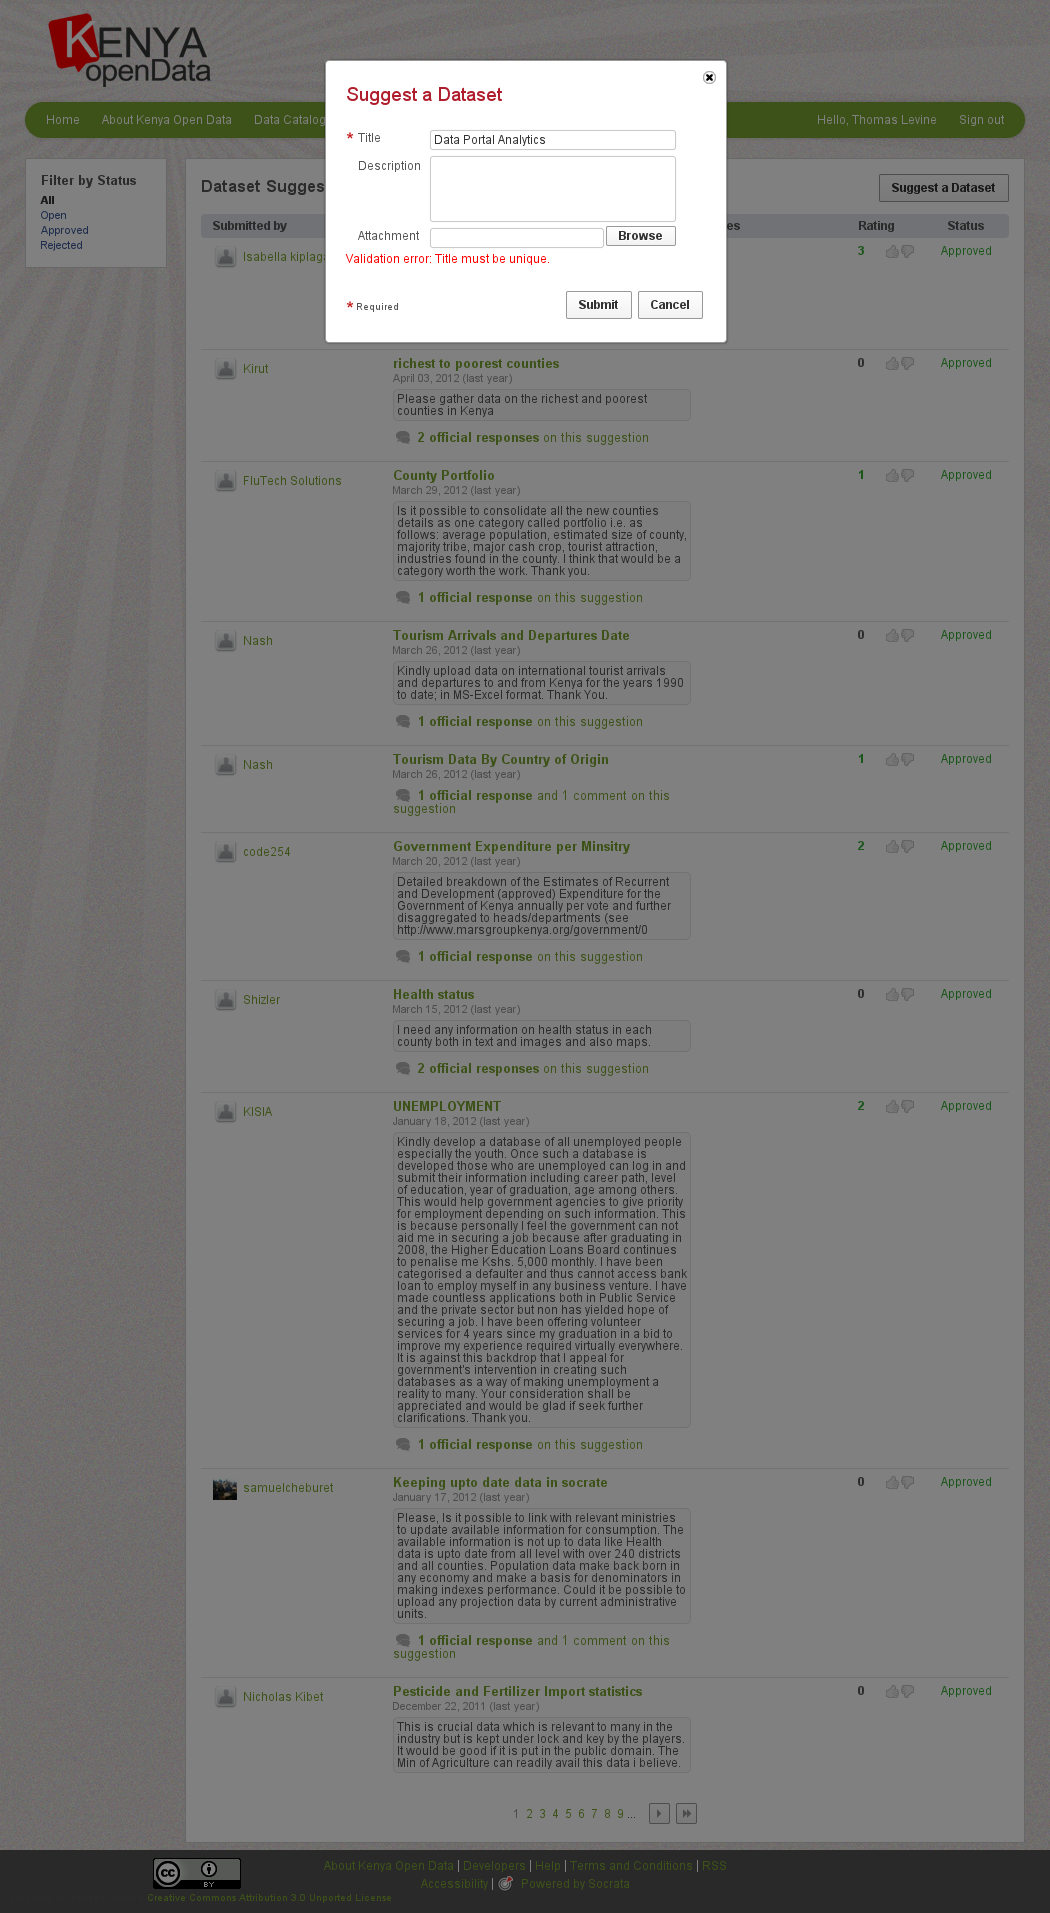 KENYA
openData
Home About Kenya Open Data Data Catalog Hello, Thomas Levine Sign out
Suggest a Dataset
* Title Data Portal Analytics
Description
Attachment Browse
Validation error: Title must be unique.
* Required Submit Cancel
Filter by Status
All
Open
Approved
Rejected
Dataset Sugges Suggest a Dataset
Submitted by es Rating Status
Isabella kiplaga 3 Approved
Kirut richest to poorest counties 0 Approved
April 03, 2012 (last year)
Please gather data on the richest and poorest
counties in Kenya
2 official responses on this suggestion
FluTech Solutions County Portfolio 1 Approved
March 29, 2012 (last year)
Is it possible to consolidate all the new counties
details as one category called portfolio i.e. as
follows: average population, estimated size of county,
majority tribe, major cash crop, tourist attraction,
industries found in the county. I think that would be a
category worth the work. Thank you.
1 official response on this suggestion
Nash Tourism Arrivals and Departures Date 0 Approved
March 26, 2012 (last year)
Kindly upload data on international tourist arrivals
and departures to and from Kenya for the years 1990
to date; in MS-Excel format. Thank You.
1 official response on this suggestion
Nash Tourism Data By Country of Origin 1 Approved
March 26, 2012 (last year)
1 official response and 1 comment on this
suggestion
code254 Government Expenditure per Minsitry 2 Approved
March 20, 2012 (last year)
Detailed breakdown of the Estimates of Recurrent
and Development (approved) Expenditure for the
Government of Kenya annually per vote and further
disaggregated to heads/departments (see
http://www.marsgroupkenya.org/government/0
1 official response on this suggestion
Shizler Health status 0 Approved
March 15, 2012 (last year)
I need any information on health status in each
county both in text and images and also maps.
2 official responses on this suggestion
KISIA UNEMPLOYMENT 2 Approved
January 18, 2012 (last year)
Kindly develop a database of all unemployed people
especially the youth. Once such a database is
developed those who are unemployed can log in and
submit their information including career path, level
of education, year of graduation, age among others.
This would help government agencies to give priority
for employment depending on such information. This
is because personally I feel the government can not
aid me in securing a job because after graduating in
2008, the Higher Education Loans Board continues
to penalise me Kshs. 5,000 monthly. I have been
categorised a defaulter and thus cannot access bank
loan to employ myself in any business venture. I have
made countless applications both in Public Service
and the private sector but non has yielded hope of
securing a job. I have been offering volunteer
services for 4 years since my graduation in a bid to
improve my experience required virtually everywhere.
It is against this backdrop that I appeal for
government's intervention in creating such
databases as a way of making unemployment a
reality to many. Your consideration shall be
appreciated and would be glad if seek further
clarifications. Thank you.
1 official response on this suggestion
samuelcheburet Keeping upto date data in socrate 0 Approved
January 17, 2012 (last year)
Please, Is it possible to link with relevant ministries
to update available information for consumption. The
available information is not up to data like Health
data is upto date from all level with over 240 districts
and all counties. Population data make back born in
any economy and make a basis for denominators in
making indexes performance. Could it be possible to
upload any projection data by current administrative
units.
1 official response and 1 comment on this
suggestion
Nicholas Kibet Pesticide and Fertilizer Import statistics 0 Approved
December 22, 2011 (last year)
This is crucial data which is relevant to many in the
industry but is kept under lock and key by the players.
It would be good if it is put in the public domain. The
Min of Agriculture can readily avail this data i believe.
1 2 3 4 5 6 7 8 9 ...
cc BY
Creative Commons Attribution 3.0 Unported License
About Kenya Open Data | Developers | Help | Terms and Conditions | RSS
Accessibility | Powered by Socrata